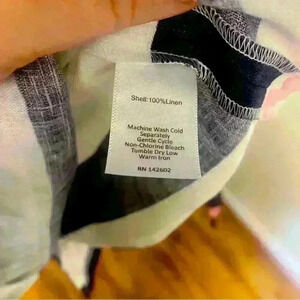 Shell:100%Linen
Machine Wash Cold
Separately
Gentle Cycle
Non-Chlorine Bleach
Tumble Dry Low
Warm Iron
RN 142602